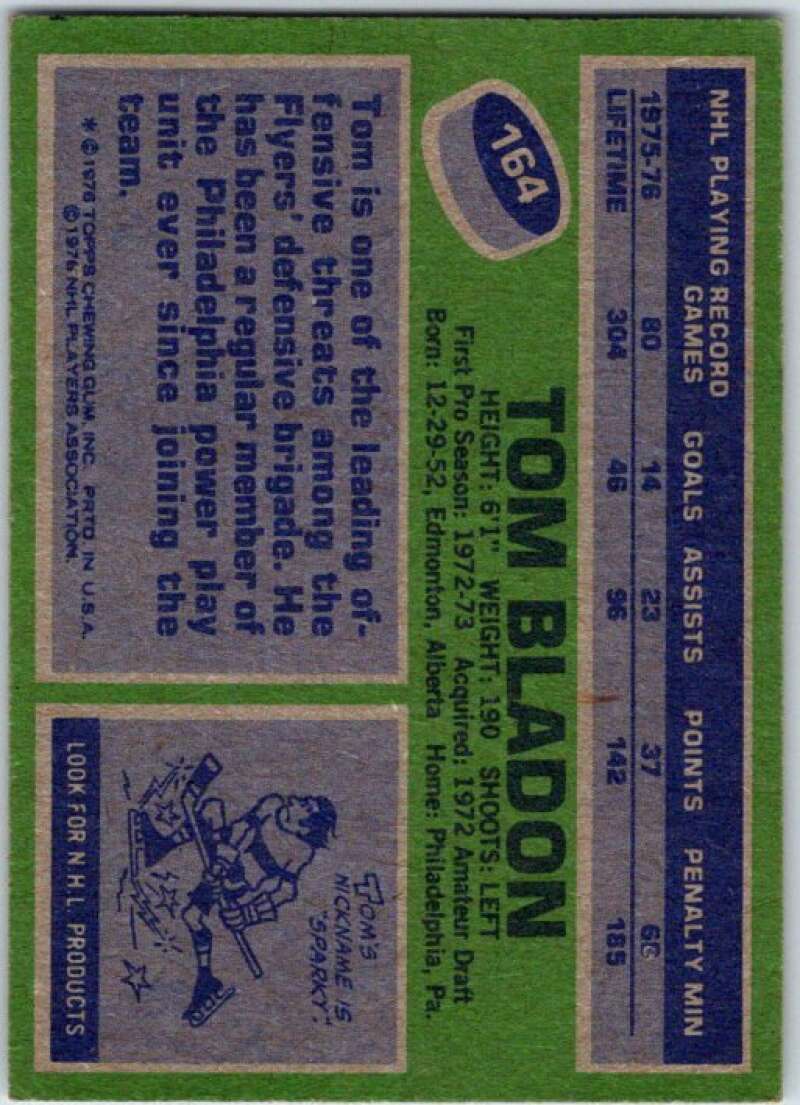 NHL PLAYING RECORD
GAMES GOALS ASSISTS POINTS PENALTY MIN
1975-76 80 14 23 37 68
LIFETIME 304 46 96 142 185
164
TOM BLADON
HEIGHT: 6'1" WEIGHT: 190 SHOOTS: LEFT
First Pro Season: 1972-73 Acquired: 1972 Amateur Draft
Born: 12-29-52, Edmonton, Alberta Home: Philadelphia, Pa.
Tom is one of the leading of-
fensive threats among the
Flyers' defensive brigade. He
has been a regular member of
the Philadelphia power play
unit ever since joining the
team.
* © 1976 TOPPS CHEWING GUM, INC. PRTD. IN U.S.A.
© 1976 NHL PLAYERS ASSOCIATION.
TOM'S
NICKNAME IS
"SPARKY".
LOOK FOR N.H.L. PRODUCTS